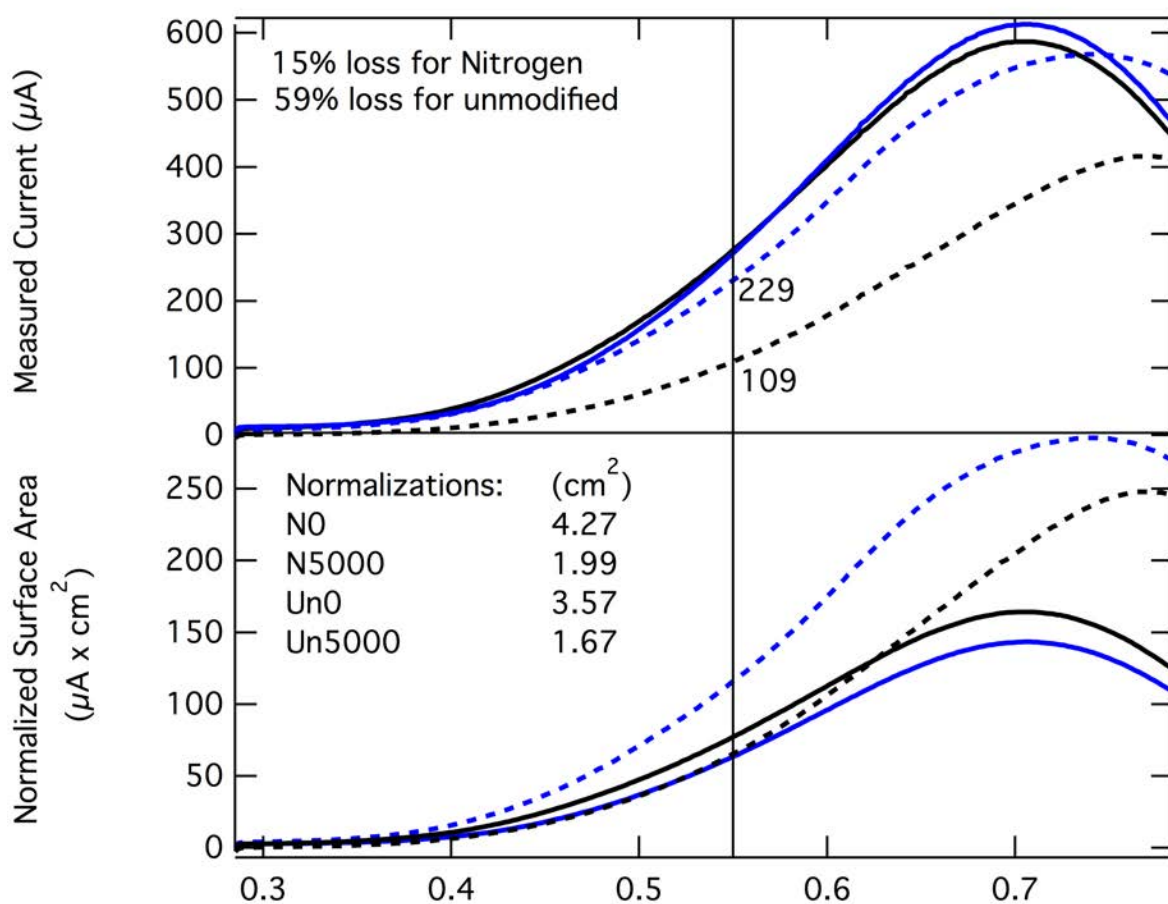 Measured Current (µA)
600
500
400
300
200
100
0
15% loss for Nitrogen
59% loss for unmodified
229
109
Normalized Surface Area
(µA x cm²)
250
200
150
100
50
0
Normalizations: (cm²)
N0 4.27
N5000 1.99
Un0 3.57
Un5000 1.67
0.3 0.4 0.5 0.6 0.7